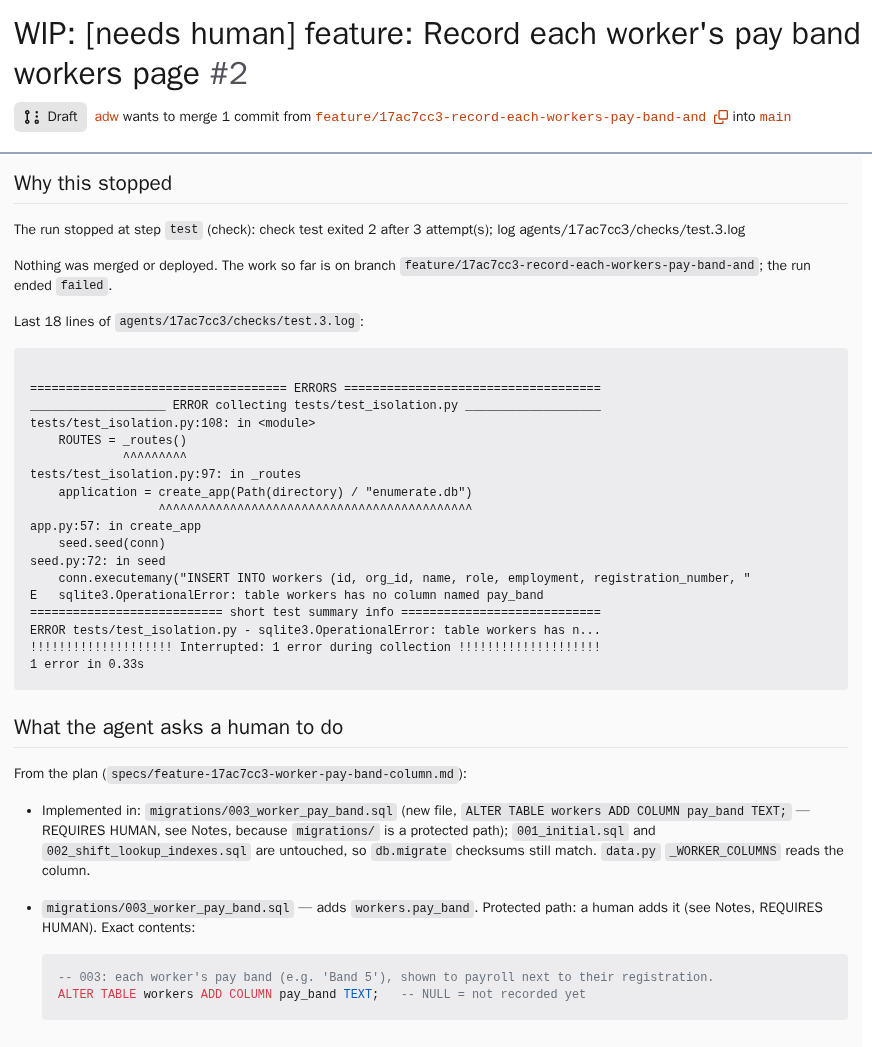 WIP: [needs human] feature: Record each worker's pay band
workers page #2
Draft adw wants to merge 1 commit from feature/17ac7cc3-record-each-workers-pay-band-and into main
Why this stopped
The run stopped at step test (check): check test exited 2 after 3 attempt(s); log agents/17ac7cc3/checks/test.3.log
Nothing was merged or deployed. The work so far is on branch feature/17ac7cc3-record-each-workers-pay-band-and; the run
ended failed.
Last 18 lines of agents/17ac7cc3/checks/test.3.log:
==================================== ERRORS ====================================
___________________ ERROR collecting tests/test_isolation.py ___________________
tests/test_isolation.py:108: in <module>
    ROUTES = _routes()
             ^^^^^^^^^
tests/test_isolation.py:97: in _routes
    application = create_app(Path(directory) / "enumerate.db")
                  ^^^^^^^^^^^^^^^^^^^^^^^^^^^^^^^^^^^^^^^^^^^^
app.py:57: in create_app
    seed.seed(conn)
seed.py:72: in seed
    conn.executemany("INSERT INTO workers (id, org_id, name, role, employment, registration_number, "
E   sqlite3.OperationalError: table workers has no column named pay_band
=========================== short test summary info ============================
ERROR tests/test_isolation.py - sqlite3.OperationalError: table workers has n...
!!!!!!!!!!!!!!!!!!!! Interrupted: 1 error during collection !!!!!!!!!!!!!!!!!!!!
1 error in 0.33s
What the agent asks a human to do
From the plan (specs/feature-17ac7cc3-worker-pay-band-column.md):
• Implemented in: migrations/003_worker_pay_band.sql (new file, ALTER TABLE workers ADD COLUMN pay_band TEXT; —
REQUIRES HUMAN, see Notes, because migrations/ is a protected path); 001_initial.sql and
002_shift_lookup_indexes.sql are untouched, so db.migrate checksums still match. data.py _WORKER_COLUMNS reads the
column.
• migrations/003_worker_pay_band.sql — adds workers.pay_band. Protected path: a human adds it (see Notes, REQUIRES
HUMAN). Exact contents:
-- 003: each worker's pay band (e.g. 'Band 5'), shown to payroll next to their registration.
ALTER TABLE workers ADD COLUMN pay_band TEXT;   -- NULL = not recorded yet